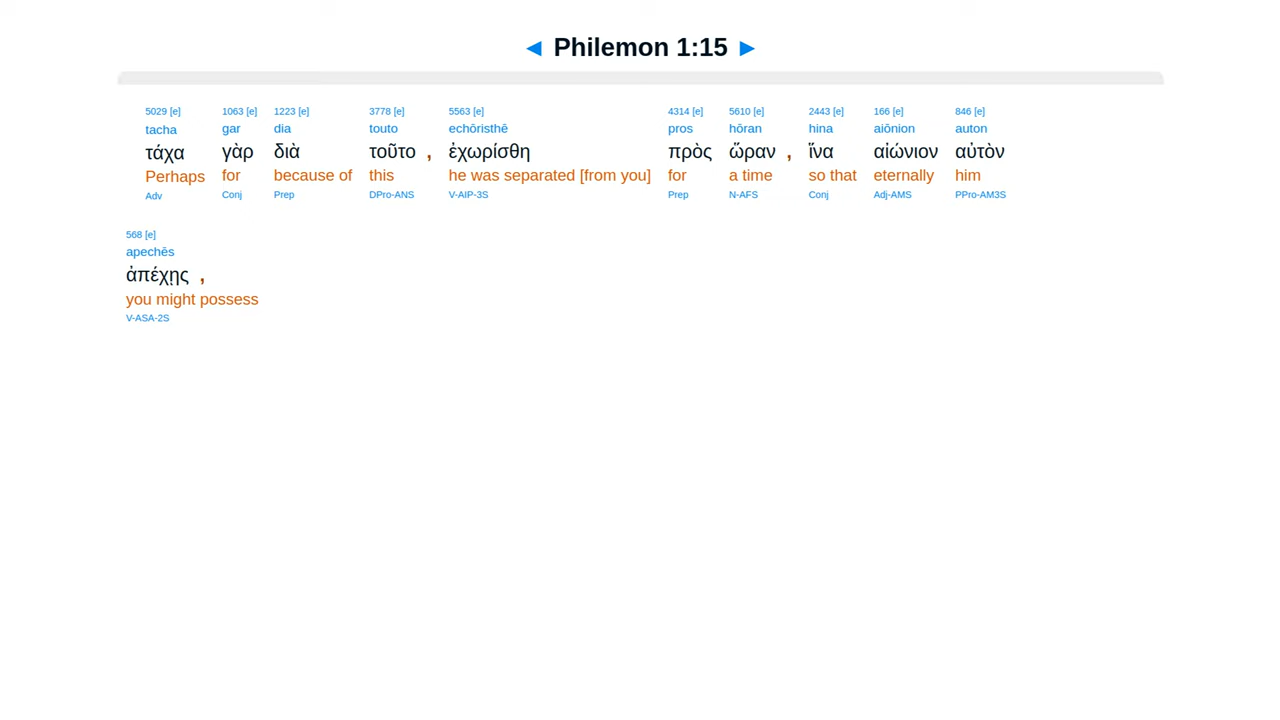 ◄ Philemon 1:15 ►
5029 [e] 1063 [e] 1223 [e] 3778 [e] 5563 [e] 4314 [e] 5610 [e] 2443 [e] 166 [e] 846 [e]
tacha gar dia touto echōristhē pros hōran hina aiōnion auton
τάχα γὰρ διὰ τοῦτο , ἐχωρίσθη πρὸς ὥραν , ἵνα αἰώνιον αὐτὸν
Perhaps for because of this he was separated [from you] for a time so that eternally him
Adv Conj Prep DPro-ANS V-AIP-3S Prep N-AFS Conj Adj-AMS PPro-AM3S
568 [e]
apechēs
ἀπέχῃς ,
you might possess
V-ASA-2S